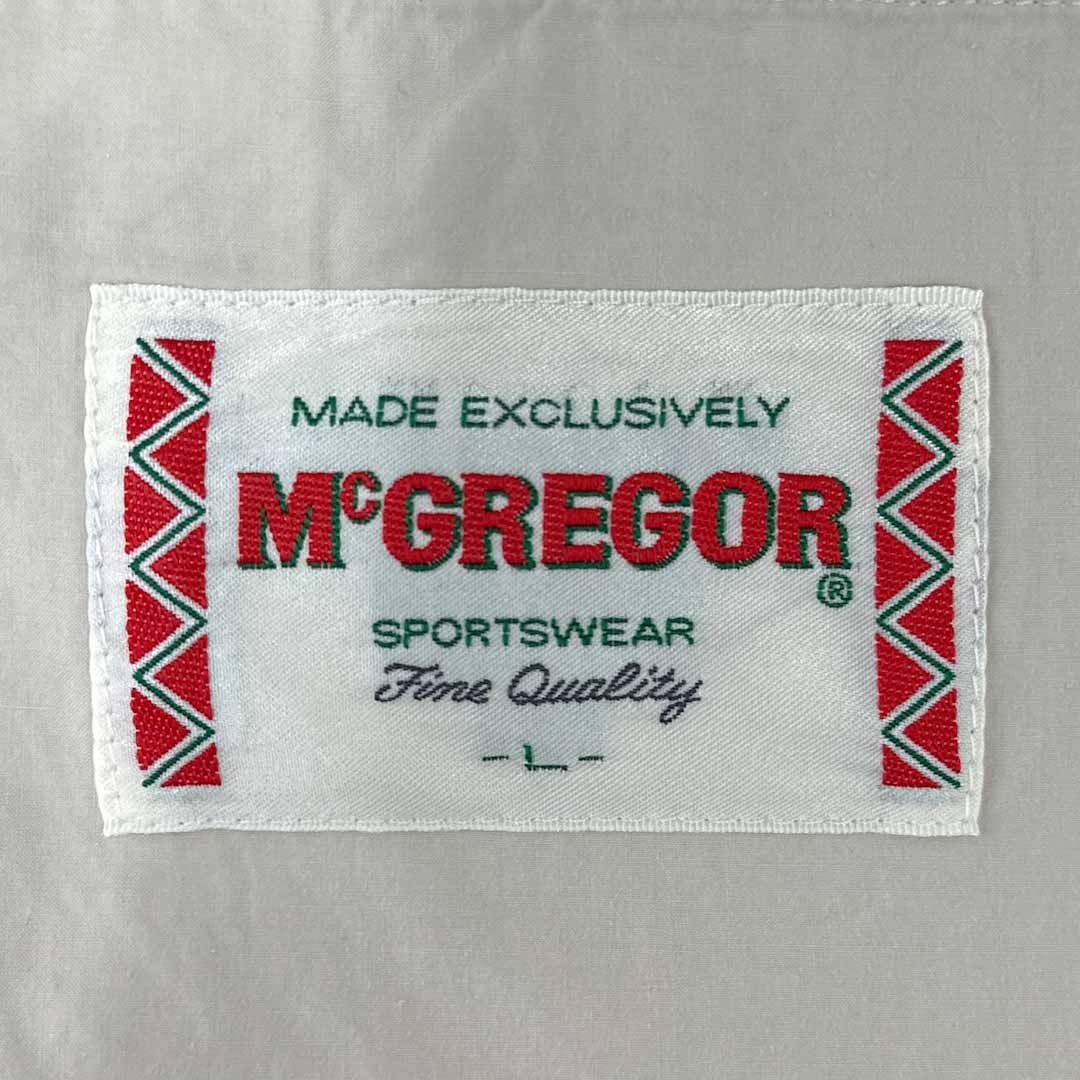 MADE EXCLUSIVELY
McGREGOR®
SPORTSWEAR
Fine Quality
-L-